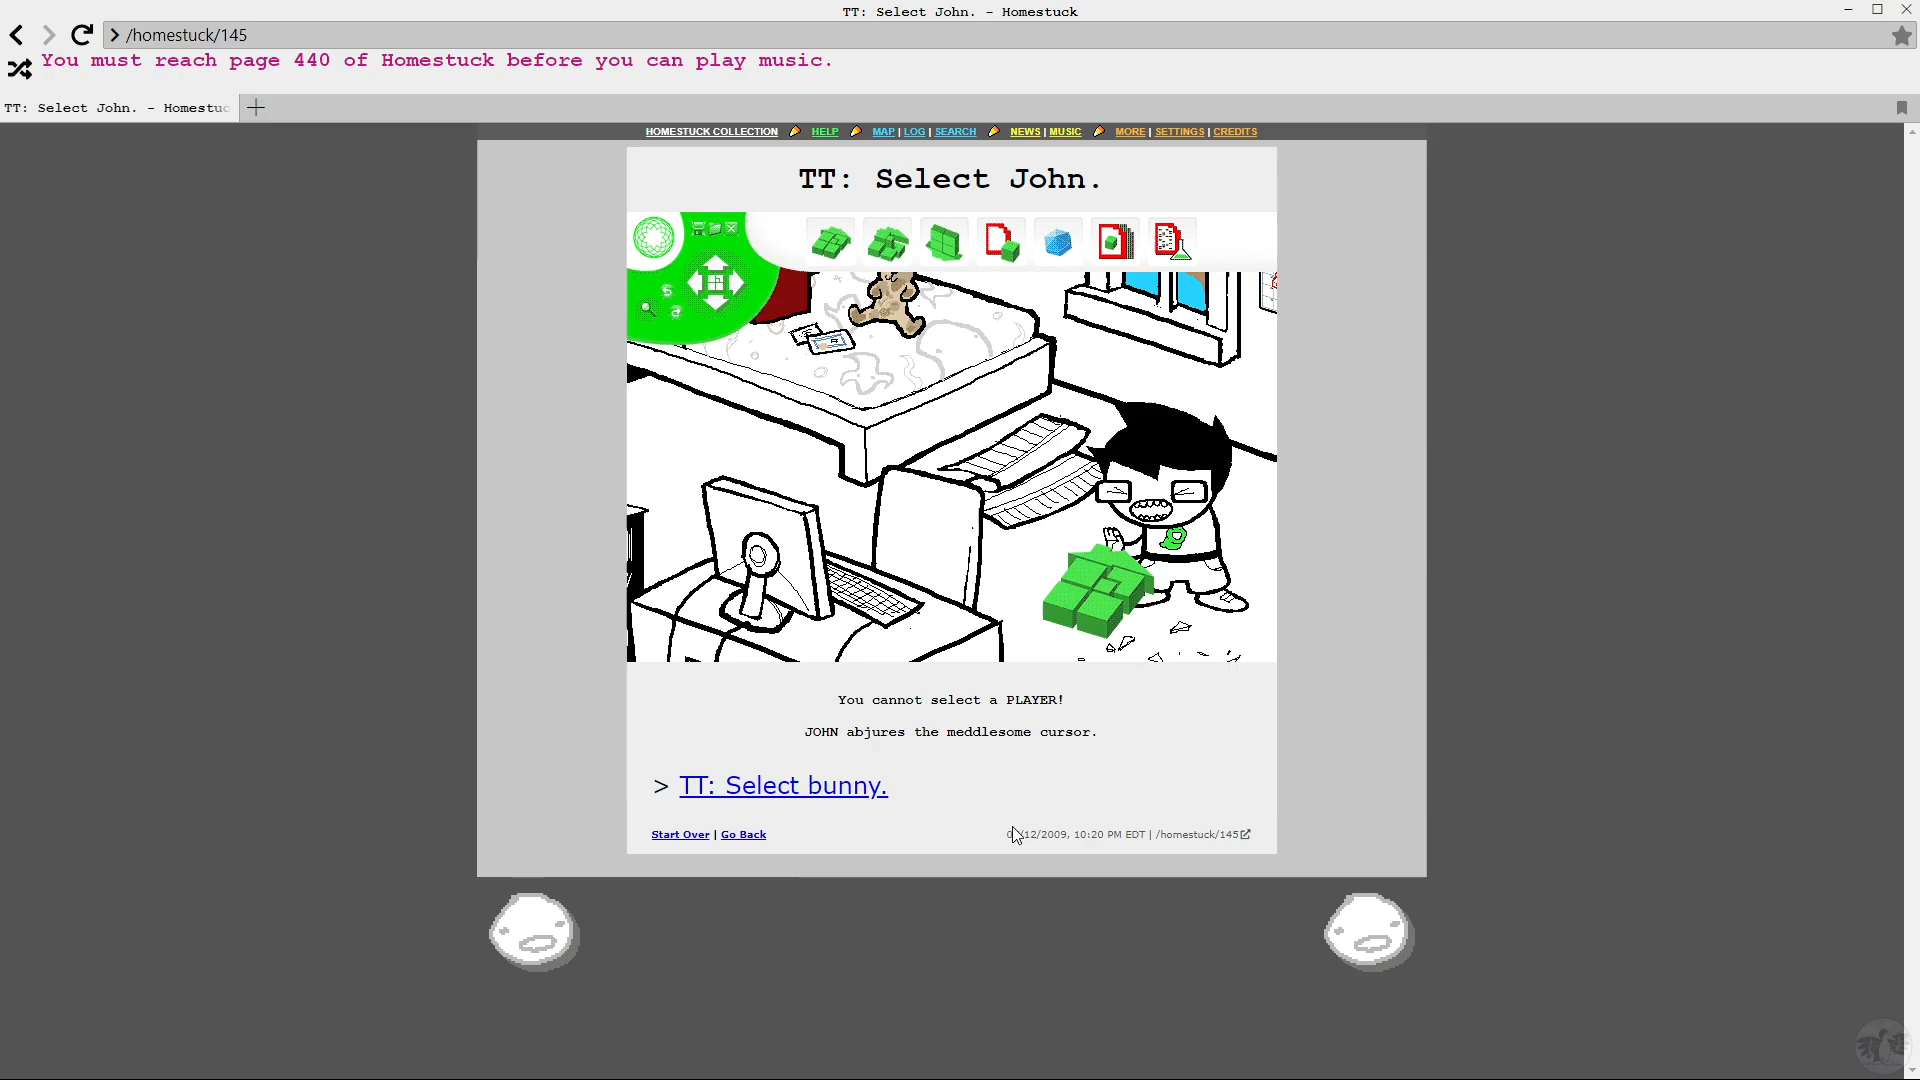 TT: Select John. - Homestuck
/homestuck/145
You must reach page 440 of Homestuck before you can play music.
TT: Select John. - Homestuc
HOMESTUCK COLLECTION HELP MAP | LOG | SEARCH NEWS | MUSIC MORE | SETTINGS | CREDITS
TT: Select John.
You cannot select a PLAYER!
JOHN abjures the meddlesome cursor.
> TT: Select bunny.
Start Over | Go Back
12/2009, 10:20 PM EDT | /homestuck/145